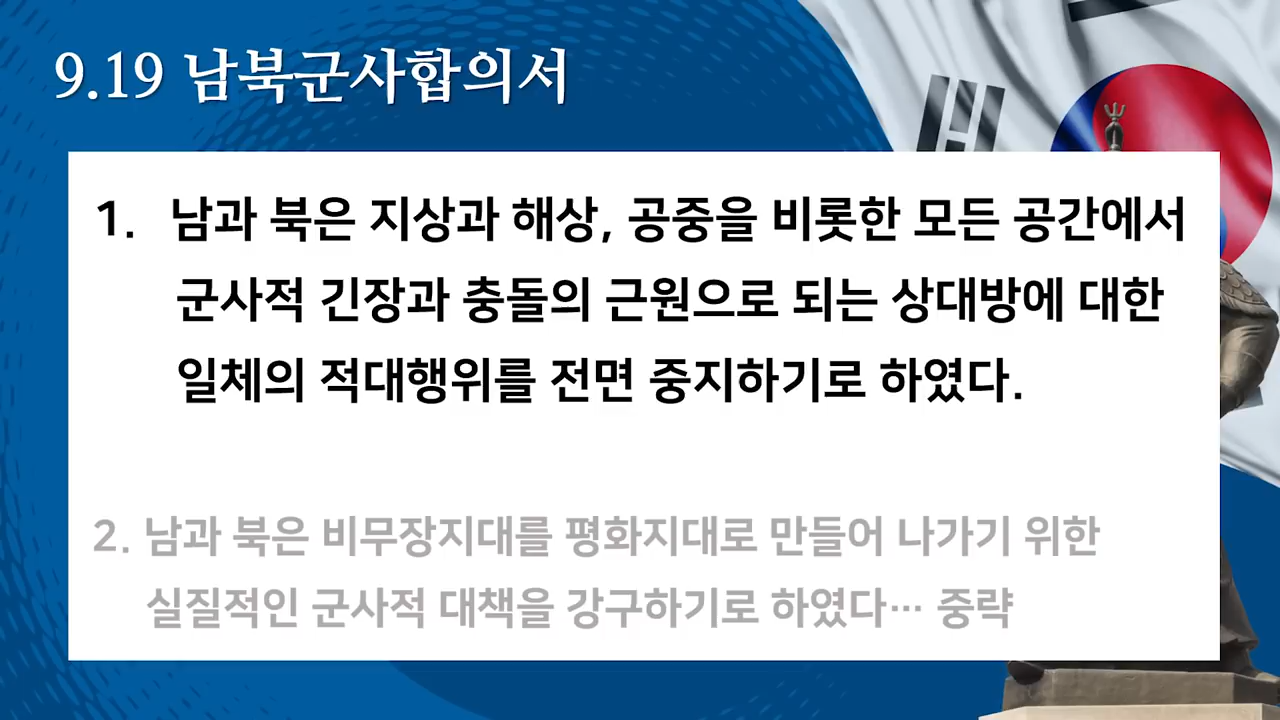 9.19 남북군사합의서
1. 남과 북은 지상과 해상, 공중을 비롯한 모든 공간에서
군사적 긴장과 충돌의 근원으로 되는 상대방에 대한
일체의 적대행위를 전면 중지하기로 하였다.
2. 남과 북은 비무장지대를 평화지대로 만들어 나가기 위한
실질적인 군사적 대책을 강구하기로 하였다… 중략